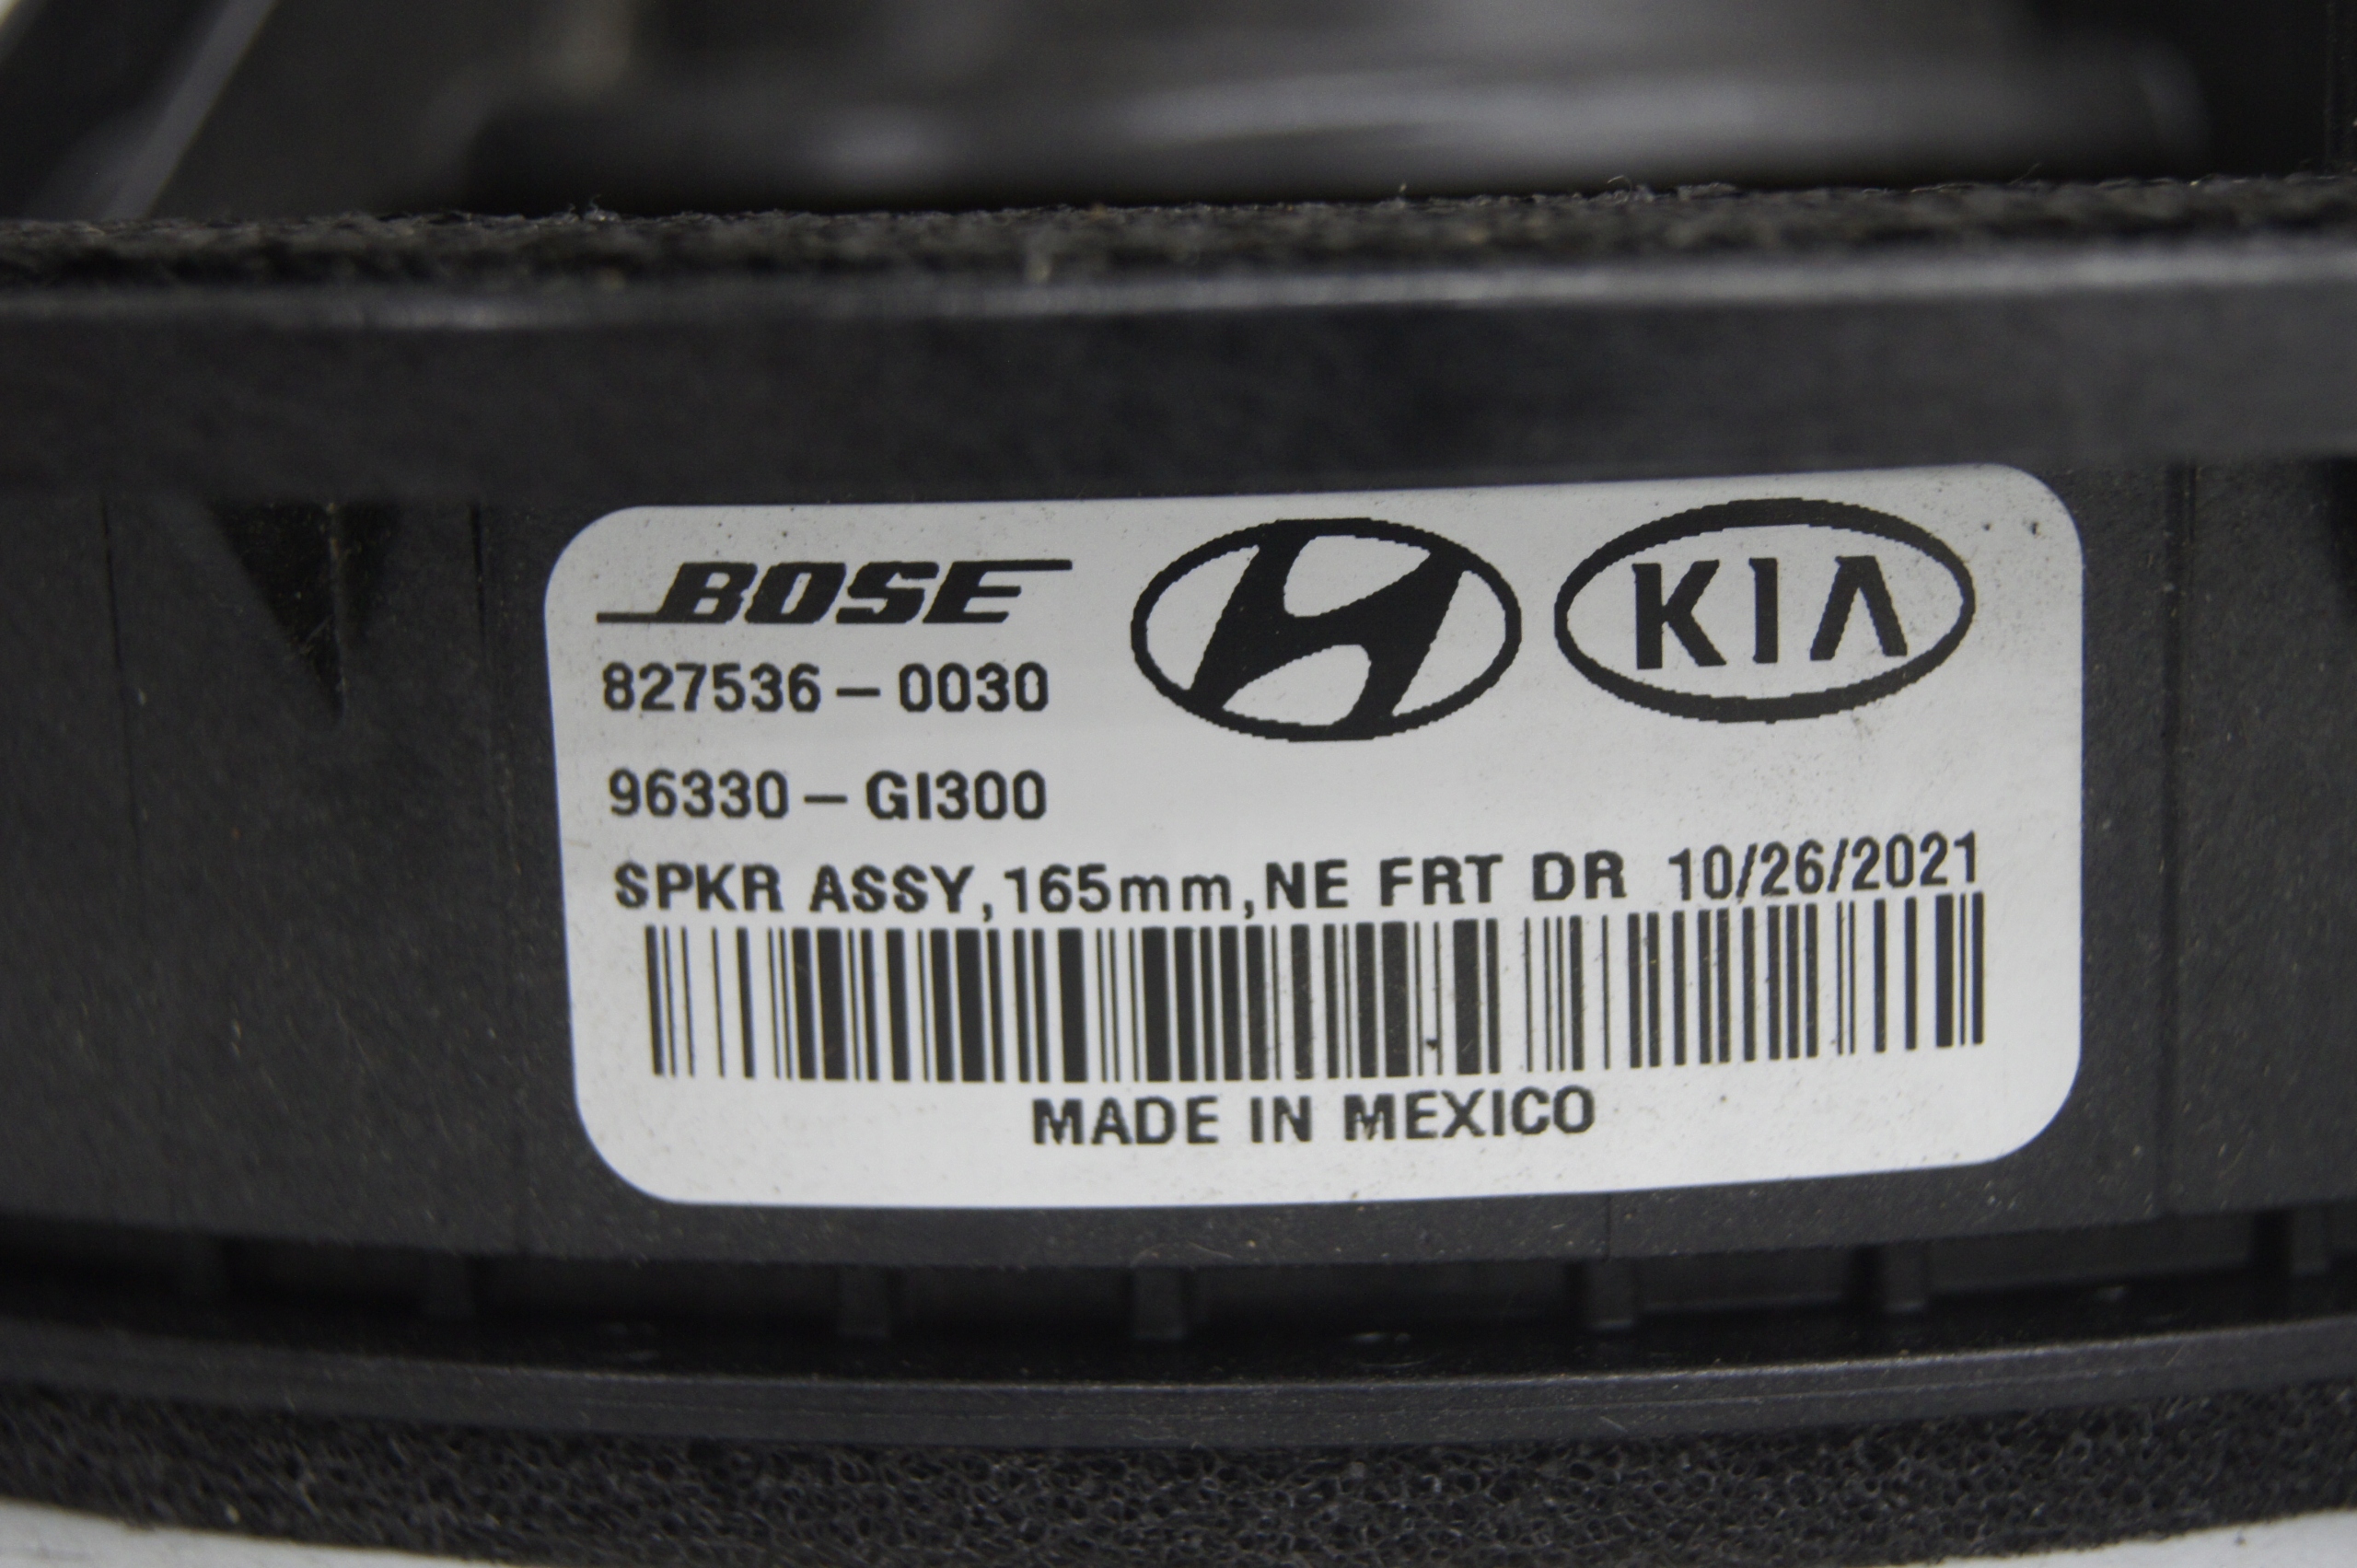 BOSE
KIA
827536-0030
96330-GI300
SPKR ASSY,165mm,NE FRT DR 10/26/2021
MADE IN MEXICO